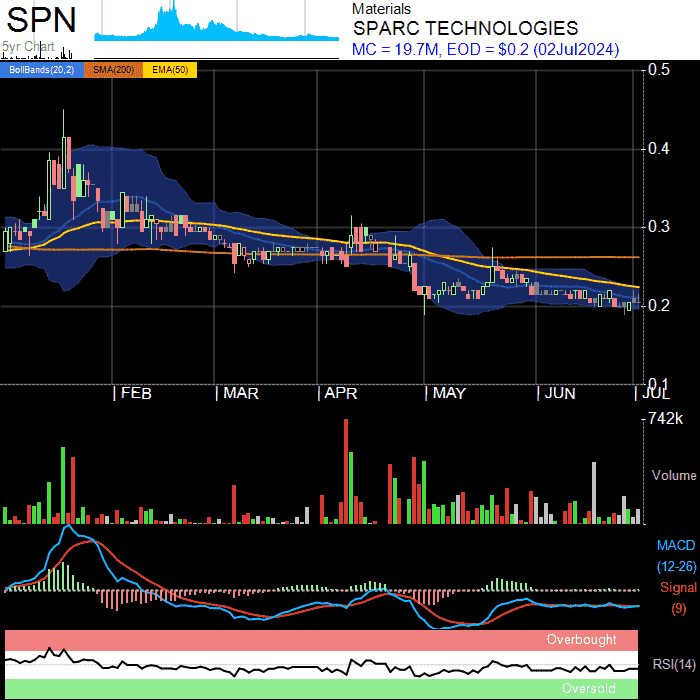 SPN
5yr Chart
Materials
SPARC TECHNOLOGIES
MC = 19.7M, EOD = $0.2 (02Jul2024)
BollBands(20,2) SMA(200) EMA(50)
0.5
0.4
0.3
0.2
0.1
FEB MAR APR MAY JUN JUL
742k
Volume
MACD
(12-26)
Signal
(9)
Overbought
RSI(14)
Oversold